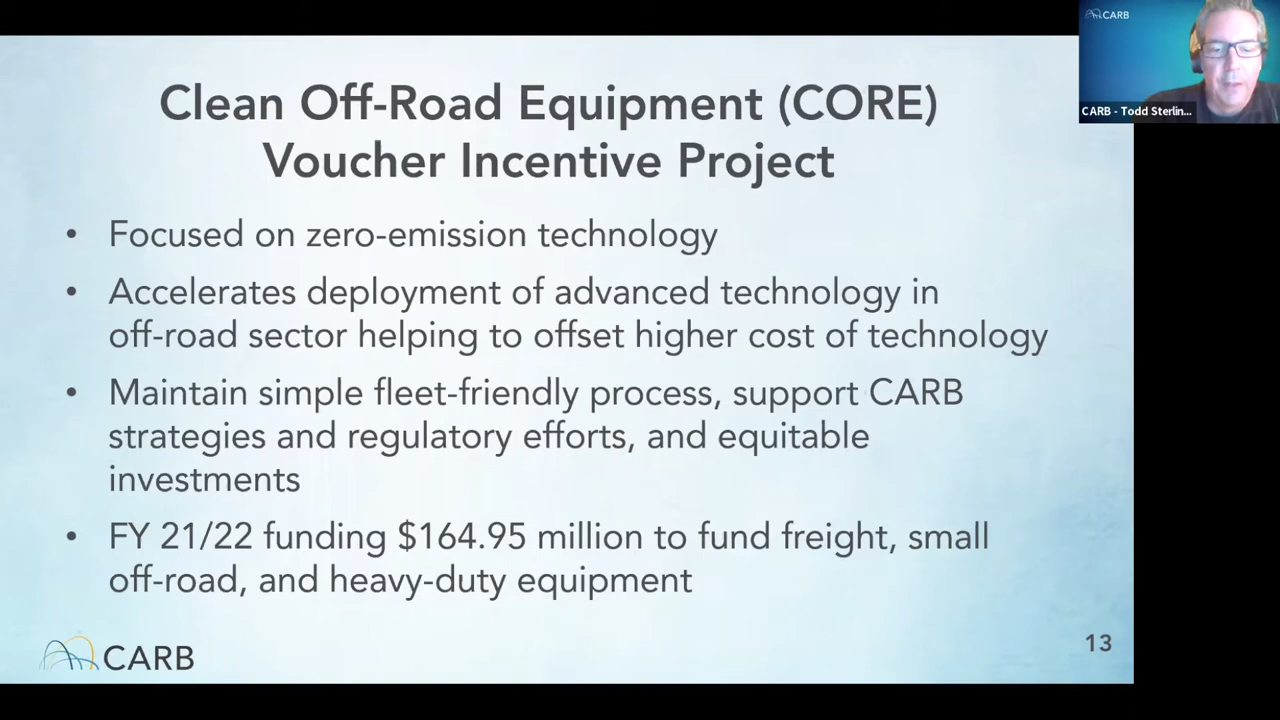 CARB
CARB - Todd Sterlin...
Clean Off-Road Equipment (CORE)
Voucher Incentive Project
• Focused on zero-emission technology
• Accelerates deployment of advanced technology in
off-road sector helping to offset higher cost of technology
• Maintain simple fleet-friendly process, support CARB
strategies and regulatory efforts, and equitable
investments
• FY 21/22 funding $164.95 million to fund freight, small
off-road, and heavy-duty equipment
CARB
13